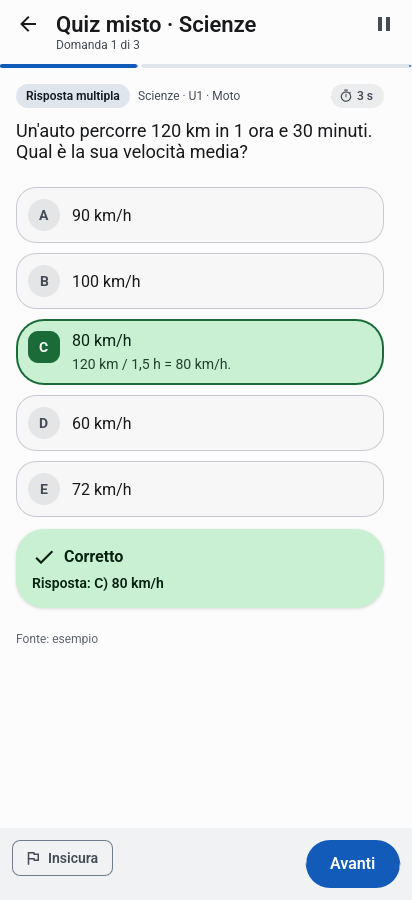 Quiz misto · Scienze
Domanda 1 di 3
Risposta multipla
Scienze · U1 · Moto
3 s
Un'auto percorre 120 km in 1 ora e 30 minuti.
Qual è la sua velocità media?
A
90 km/h
B
100 km/h
C
80 km/h
120 km / 1,5 h = 80 km/h.
D
60 km/h
E
72 km/h
Corretto
Risposta: C) 80 km/h
Fonte: esempio
Insicura
Avanti